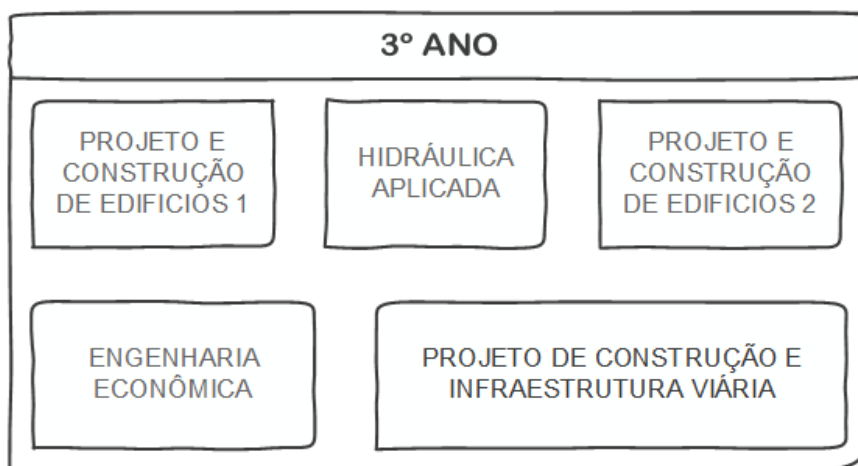 3º ANO
PROJETO E
CONSTRUÇÃO
DE EDIFICIOS 1
HIDRÁULICA
APLICADA
PROJETO E
CONSTRUÇÃO
DE EDIFICIOS 2
ENGENHARIA
ECONÔMICA
PROJETO DE CONSTRUÇÃO E
INFRAESTRUTURA VIÁRIA